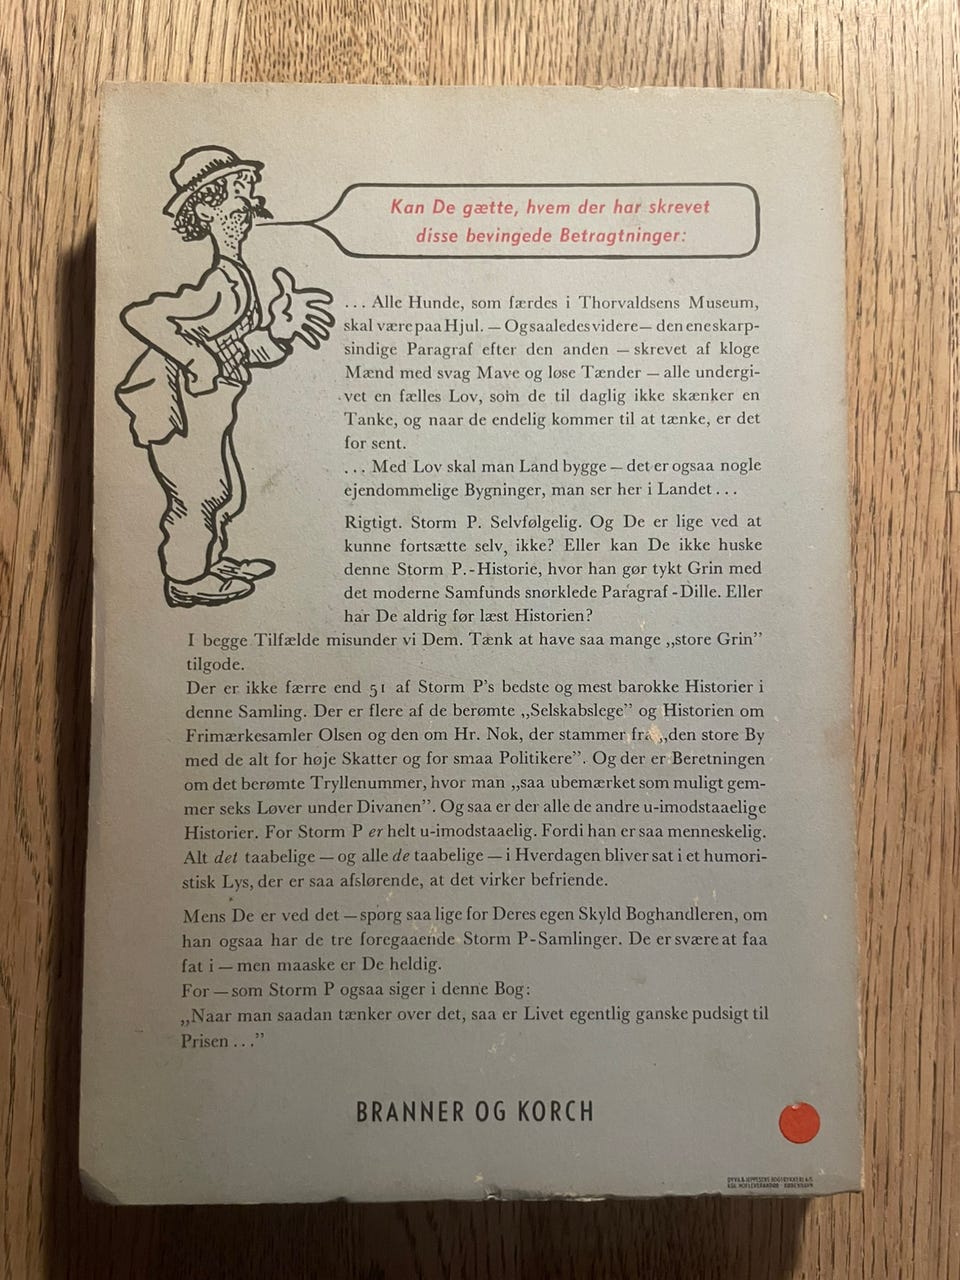 Kan De gætte, hvem der har skrevet
disse bevingede Betragtninger:
... Alle Hunde, som færdes i Thorvaldsens Museum,
skal være paa Hjul. — Og saaledes videre — den ene skarp-
sindige Paragraf efter den anden — skrevet af kloge
Mænd med svag Mave og løse Tænder — alle undergi-
vet en fælles Lov, som de til daglig ikke skænker en
Tanke, og naar de endelig kommer til at tænke, er det
for sent.
... Med Lov skal man Land bygge — det er ogsaa nogle
ejendommelige Bygninger, man ser her i Landet ...
Rigtigt. Storm P. Selvfølgelig. Og De er lige ved at
kunne fortsætte selv, ikke? Eller kan De ikke huske
denne Storm P.-Historie, hvor han gør tykt Grin med
det moderne Samfunds snørklede Paragraf-Dille. Eller
har De aldrig før læst Historien?
I begge Tilfælde misunder vi Dem. Tænk at have saa mange „store Grin”
tilgode.
Der er ikke færre end 51 af Storm P's bedste og mest barokke Historier i
denne Samling. Der er flere af de berømte „Selskabslege” og Historien om
Frimærkesamler Olsen og den om Hr. Nok, der stammer fra „den store By
med de alt for høje Skatter og for smaa Politikere”. Og der er Beretningen
om det berømte Tryllenummer, hvor man „saa ubemærket som muligt gem-
mer seks Løver under Divanen”. Og saa er der alle de andre u-imodstaaelige
Historier. For Storm P er helt u-imodstaaelig. Fordi han er saa menneskelig.
Alt det taabelige — og alle de taabelige — i Hverdagen bliver sat i et humori-
stisk Lys, der er saa afslørende, at det virker befriende.
Mens De er ved det — spørg saa lige for Deres egen Skyld Boghandleren, om
han ogsaa har de tre foregaaende Storm P-Samlinger. De er svære at faa
fat i — men maaske er De heldig.
For — som Storm P ogsaa siger i denne Bog:
„Naar man saadan tænker over det, saa er Livet egentlig ganske pudsigt til
Prisen ...”
BRANNER OG KORCH
DYVA & JEPPESENS BOGTRYKKERI A/S
KGL. HOFLEVERANDØR · KØBENHAVN